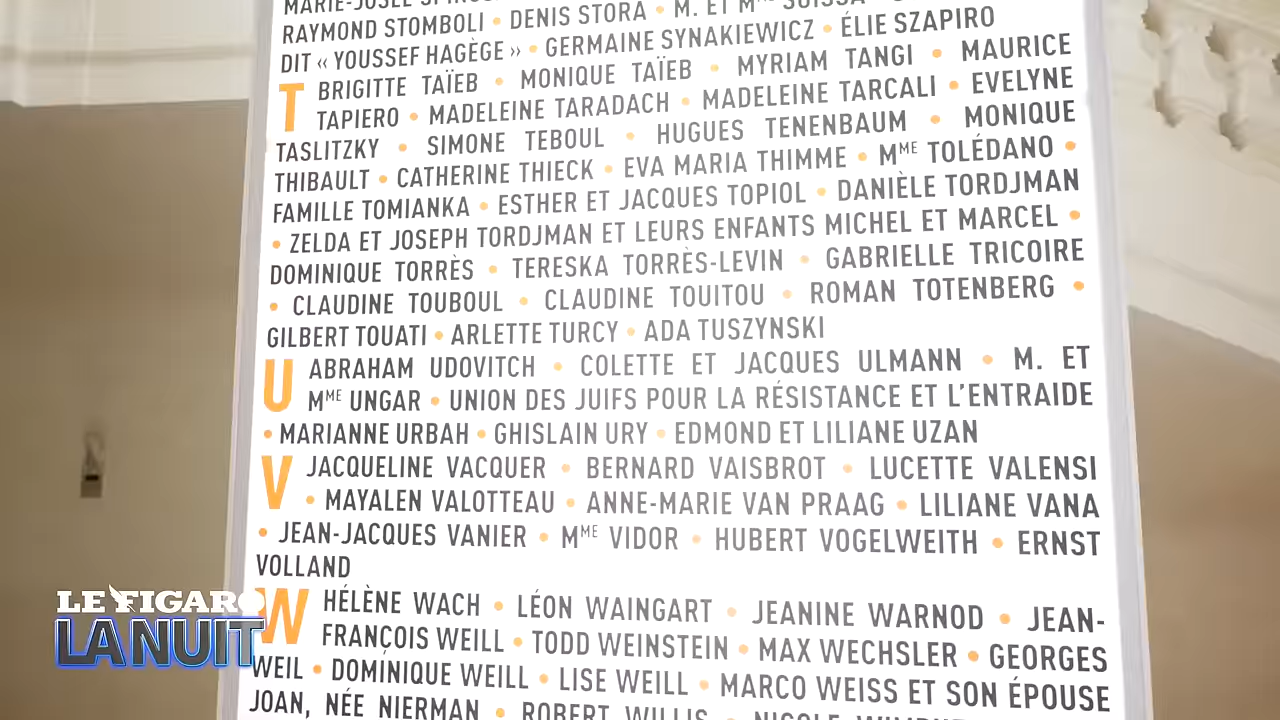 RAYMOND STOMBOLI • DENIS STORA • M. ET MME SUISSA
DIT « YOUSSEF HAGÈGE » • GERMAINE SYNAKIEWICZ • ÉLIE SZAPIRO
T BRIGITTE TAÏEB • MONIQUE TAÏEB • MYRIAM TANGI • MAURICE
TAPIERO • MADELEINE TARADACH • MADELEINE TARCALI • EVELYNE
TASLITZKY • SIMONE TEBOUL • HUGUES TENENBAUM • MONIQUE
THIBAULT • CATHERINE THIECK • EVA MARIA THIMME • MME TOLÉDANO •
FAMILLE TOMIANKA • ESTHER ET JACQUES TOPIOL • DANIÈLE TORDJMAN
• ZELDA ET JOSEPH TORDJMAN ET LEURS ENFANTS MICHEL ET MARCEL •
DOMINIQUE TORRÈS • TERESKA TORRÈS-LEVIN • GABRIELLE TRICOIRE
• CLAUDINE TOUBOUL • CLAUDINE TOUITOU • ROMAN TOTENBERG •
GILBERT TOUATI • ARLETTE TURCY • ADA TUSZYNSKI
U ABRAHAM UDOVITCH • COLETTE ET JACQUES ULMANN • M. ET
MME UNGAR • UNION DES JUIFS POUR LA RÉSISTANCE ET L'ENTRAIDE
• MARIANNE URBAH • GHISLAIN URY • EDMOND ET LILIANE UZAN
V JACQUELINE VACQUER • BERNARD VAISBROT • LUCETTE VALENSI
• MAYALEN VALOTTEAU • ANNE-MARIE VAN PRAAG • LILIANE VANA
• JEAN-JACQUES VANIER • MME VIDOR • HUBERT VOGELWEITH • ERNST
VOLLAND
W HÉLÈNE WACH • LÉON WAINGART • JEANINE WARNOD • JEAN-
FRANÇOIS WEILL • TODD WEINSTEIN • MAX WECHSLER • GEORGES
WEIL • DOMINIQUE WEILL • LISE WEILL • MARCO WEISS ET SON ÉPOUSE
JOAN, NÉE NIERMAN • ROBERT WILLIS •
LE FIGARO
LA NUIT